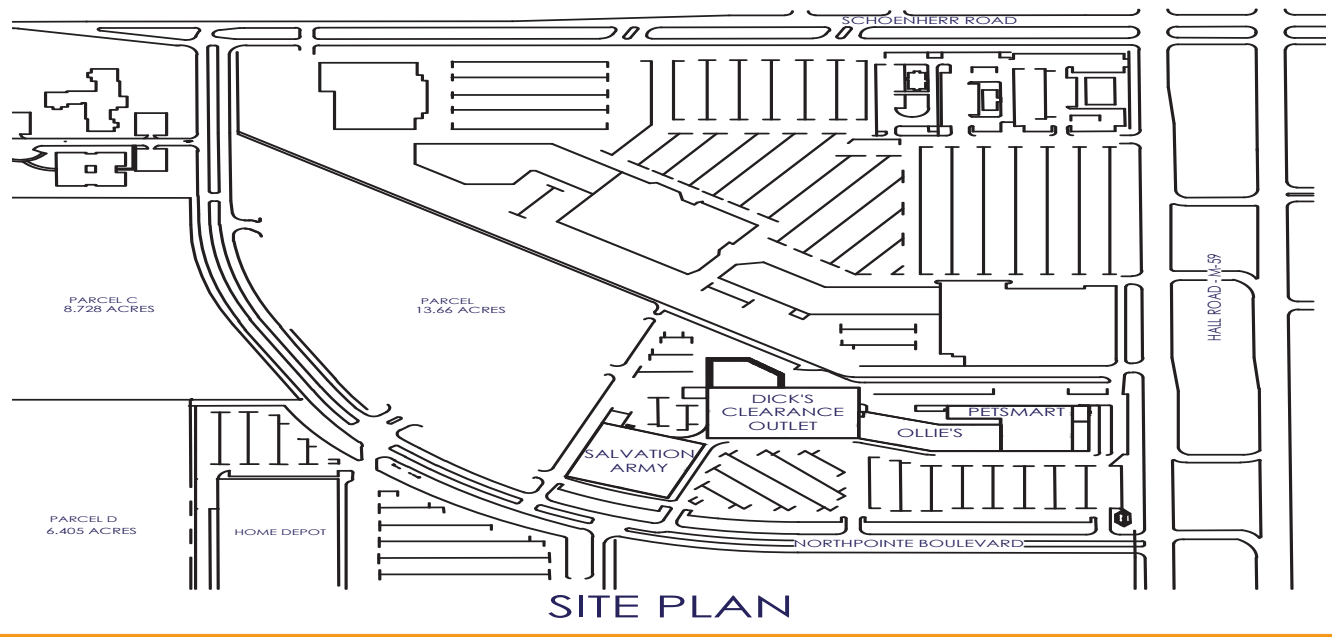 SCHOENHERR ROAD
HALL ROAD - M-59
PARCEL C
8.728 ACRES
PARCEL
13.66 ACRES
DICK'S
CLEARANCE
OUTLET
PETSMART
OLLIE'S
SALVATION
ARMY
PARCEL D
6.405 ACRES
HOME DEPOT
NORTHPOINTE BOULEVARD
SITE PLAN